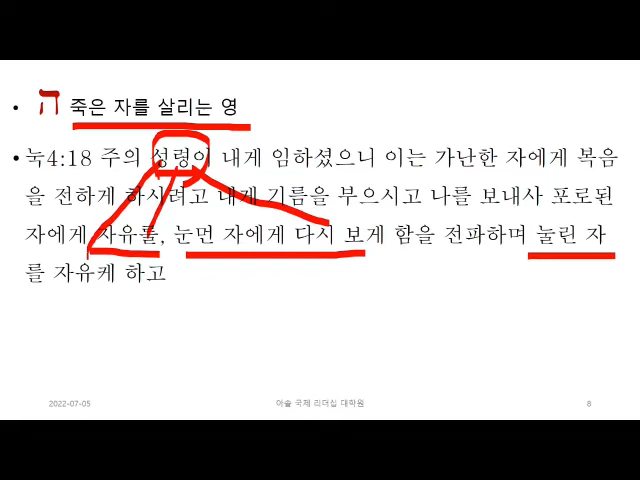 • ה 죽은 자를 살리는 영
• 눅4:18 주의 성령이 내게 임하셨으니 이는 가난한 자에게 복음
을 전하게 하시려고 내게 기름을 부으시고 나를 보내사 포로된
자에게 자유를, 눈먼 자에게 다시 보게 함을 전파하며 눌린 자
를 자유케 하고
2022-07-05 아솔 국제 리더십 대학원 8